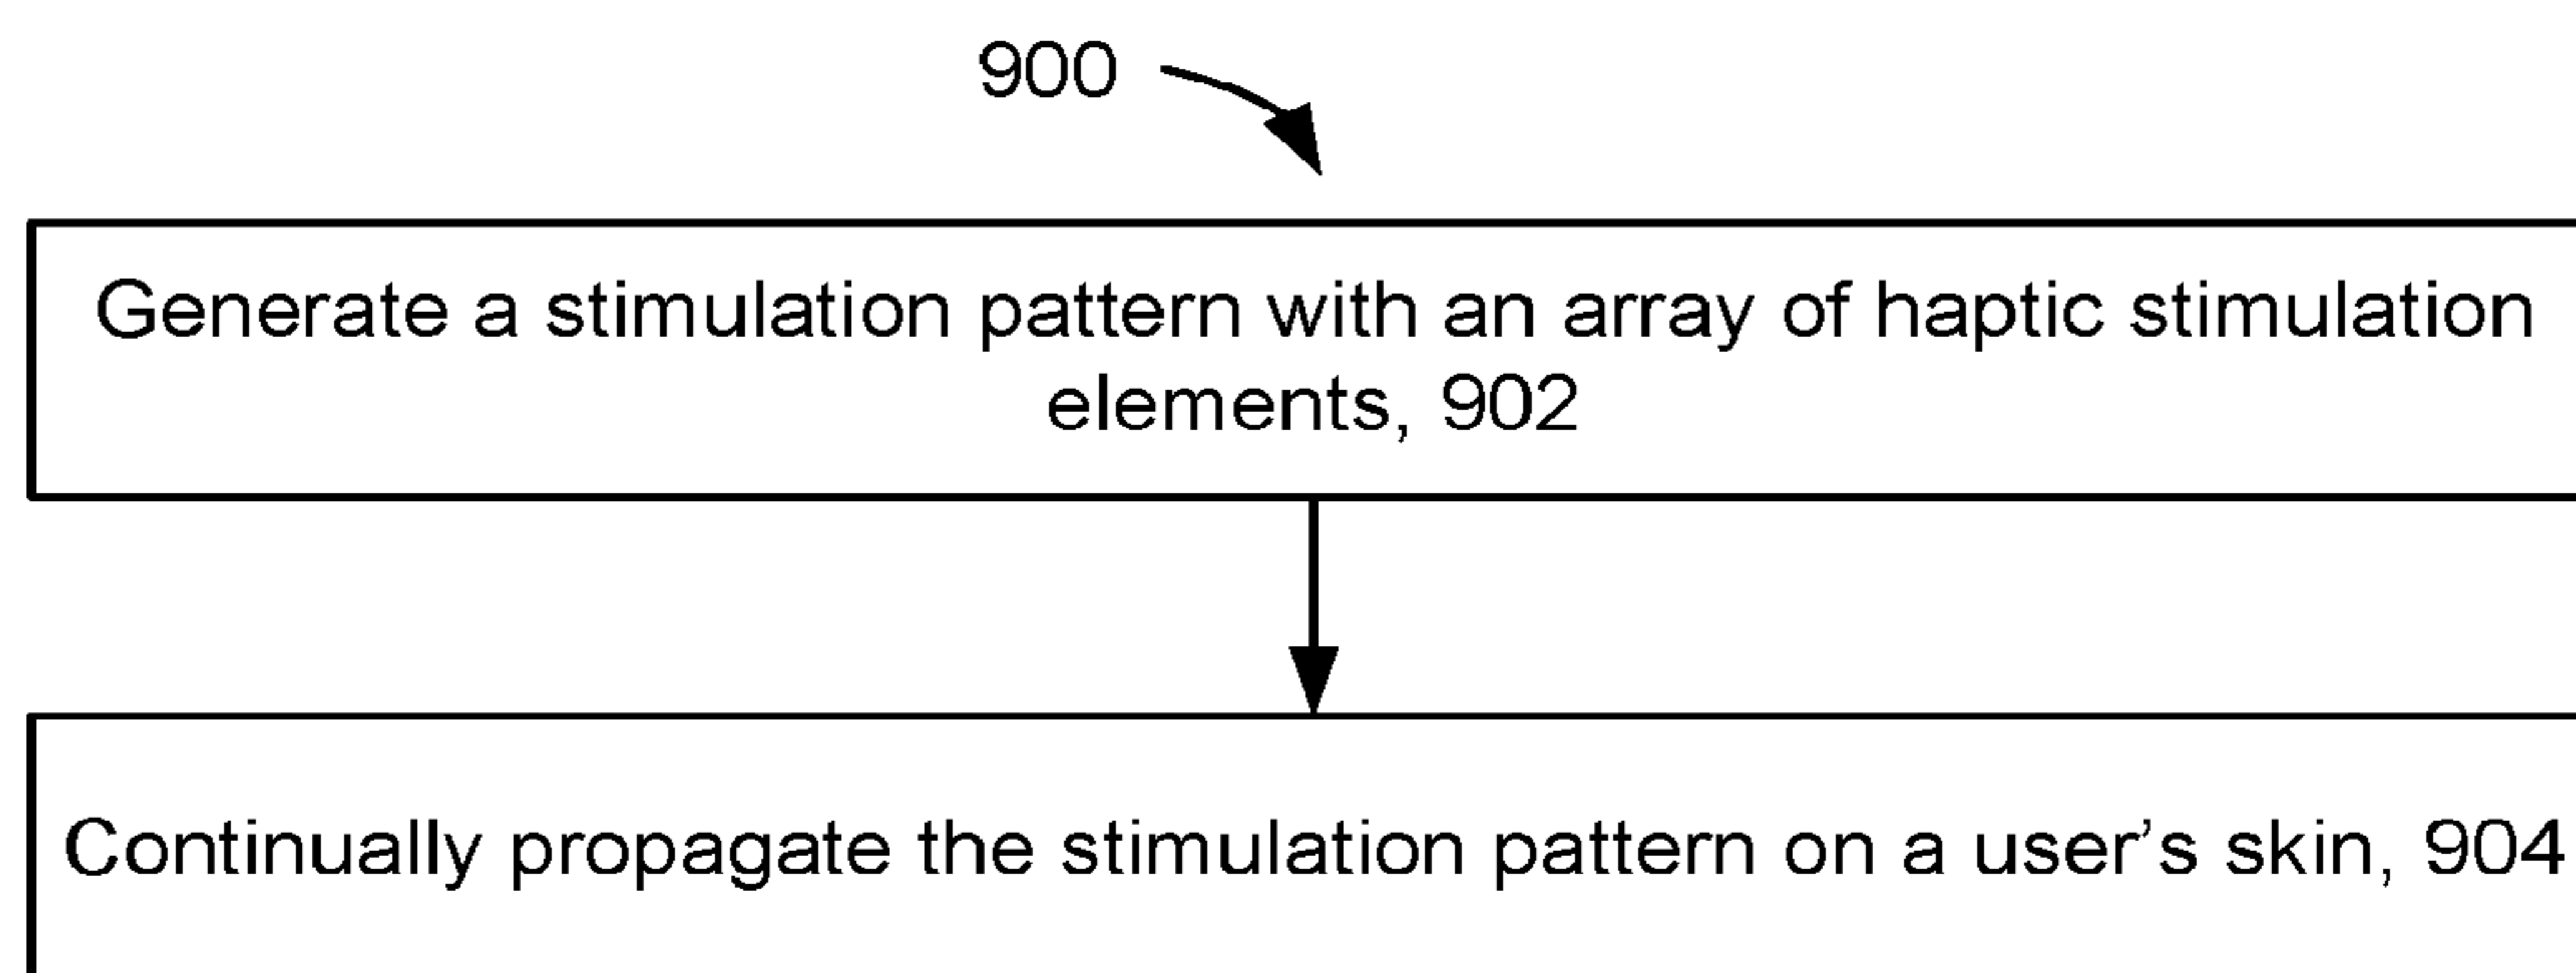 900
Generate a stimulation pattern with an array of haptic stimulation
elements, 902
Continually propagate the stimulation pattern on a user’s skin, 904